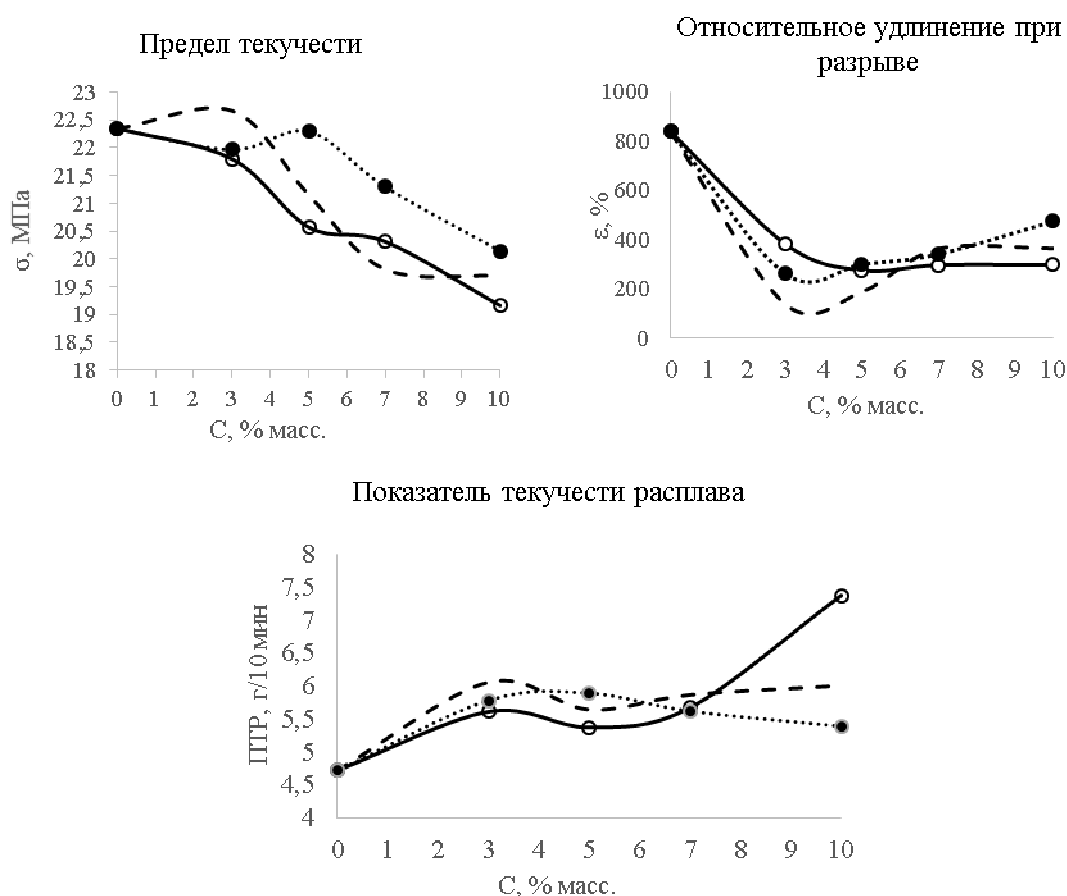 Предел текучести
23
22,5
22
21,5
21
20,5
20
19,5
19
18,5
18
σ, МПа
0 1 2 3 4 5 6 7 8 9 10
С, % масс.
Относительное удлинение при
разрыве
1000
800
600
400
200
0
ε, %
0 1 2 3 4 5 6 7 8 9 10
С, % масс.
Показатель текучести расплава
8
7,5
7
6,5
6
5,5
5
4,5
4
ПТР, г/10 мин
0 1 2 3 4 5 6 7 8 9 10
С, % масс.